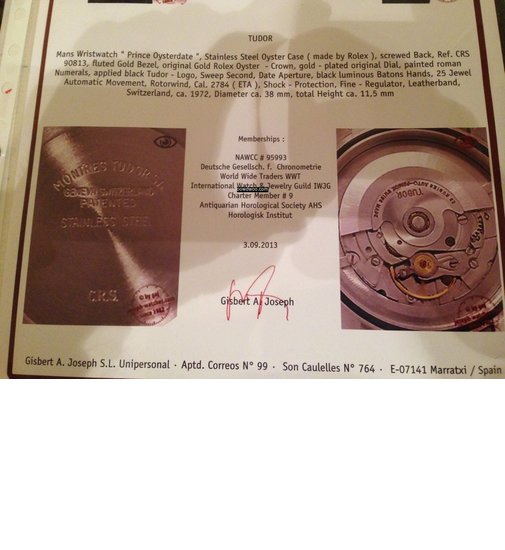 TUDOR
Mans Wristwatch " Prince Oysterdate ", Stainless Steel Oyster Case ( made by Rolex ), screwed Back, Ref. CRS
90813, fluted Gold Bezel, original Gold Rolex Oyster - Crown, gold - plated original Dial, painted roman
Numerals, applied black Tudor - Logo, Sweep Second, Date Aperture, black luminous Batons Hands, 25 Jewel
Automatic Movement, Rotorwind, Cal. 2784 ( ETA ), Shock - Protection, Fine - Regulator, Leatherband,
Switzerland, ca. 1972, Diameter ca. 38 mm, total Height ca. 11,5 mm
Memberships :
NAWCC # 95993
Deutsche Gesellsch. f. Chronometrie
World Wide Traders WWT
International Watch & Jewelry Guild IW3G
Charter Member # 9
Antiquarian Horological Society AHS
Horologisk Institut
3.09.2013
Gisbert A. Joseph
MONTRES TUDOR S.A.
GENEVA SWITZERLAND
PATENTED
STAINLESS STEEL
C.R.S.
TUDOR
Gisbert A. Joseph S.L. Unipersonal · Aptd. Correos N° 99 · Son Caulelles N° 764 · E-07141 Marratxi / Spain